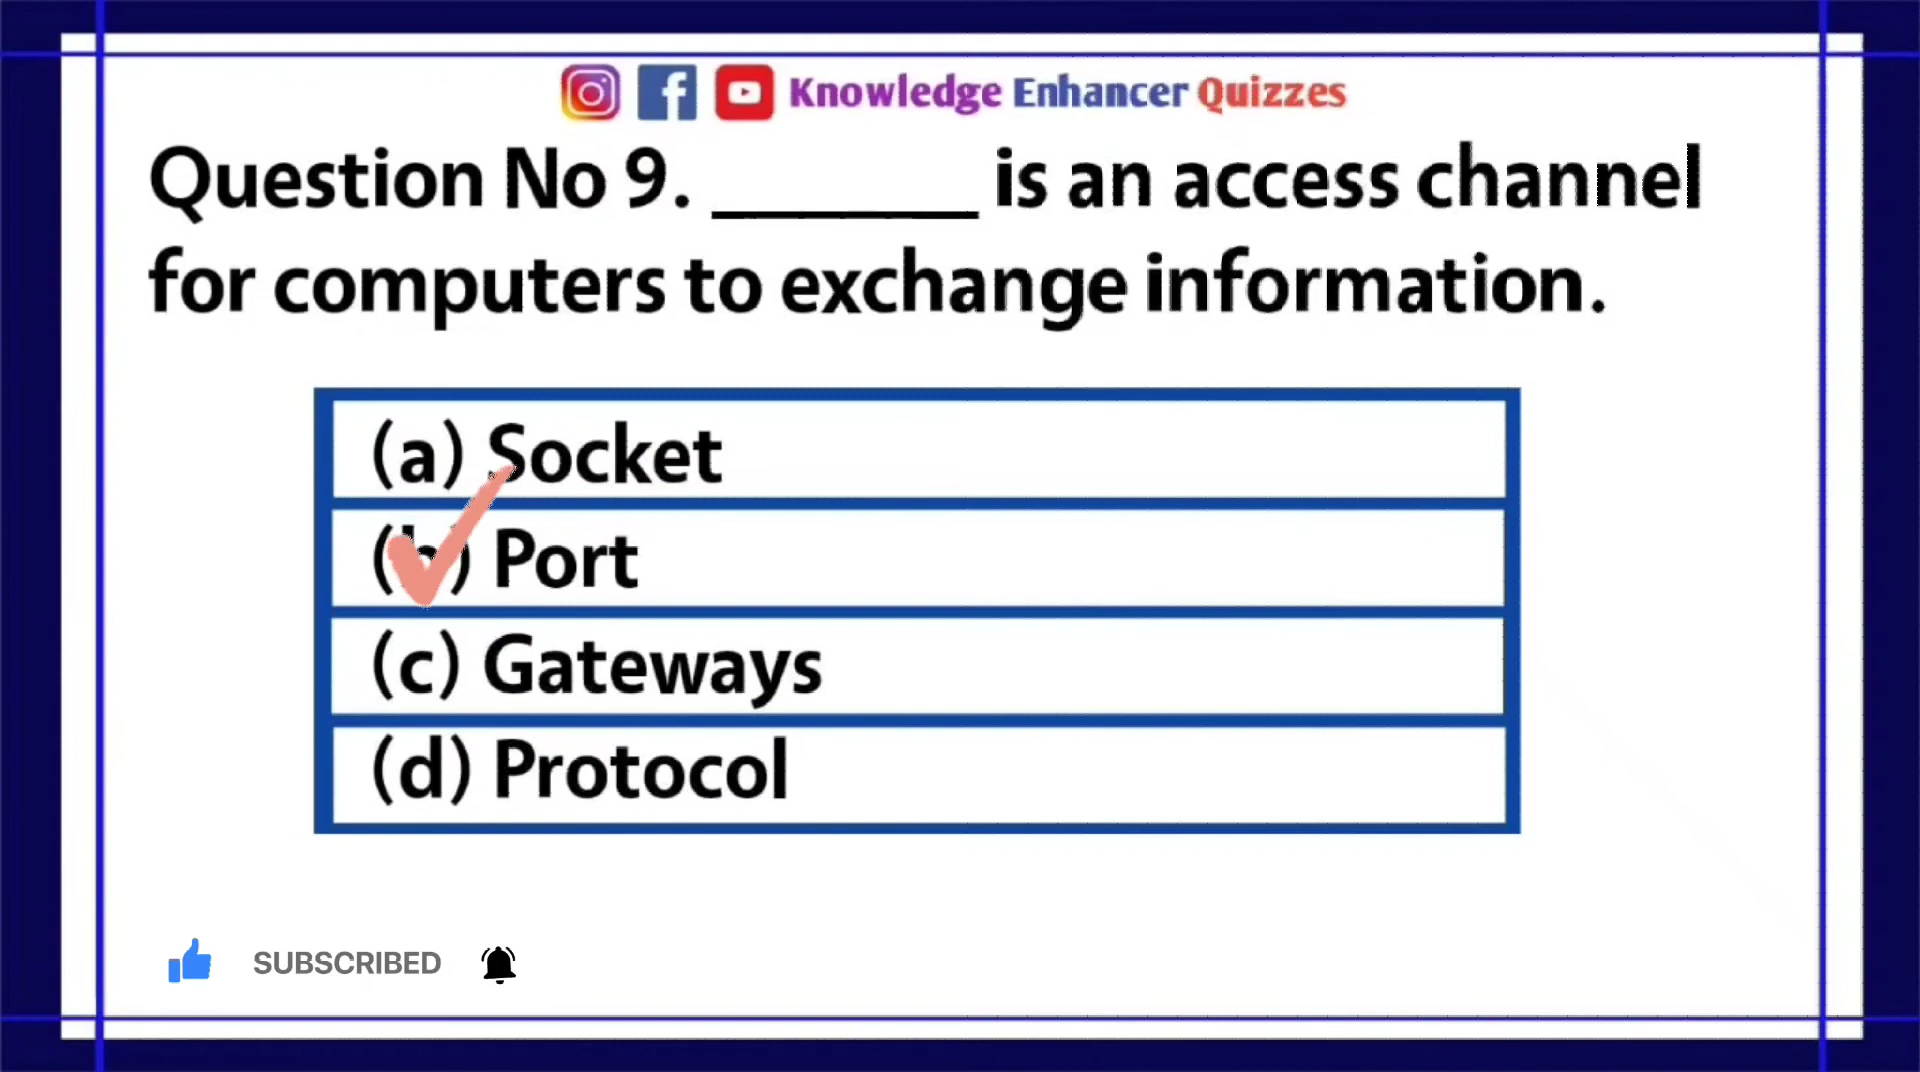 Knowledge Enhancer Quizzes
Question No 9. _______ is an access channel
for computers to exchange information.
(a) Socket
(b) Port
(c) Gateways
(d) Protocol
SUBSCRIBED